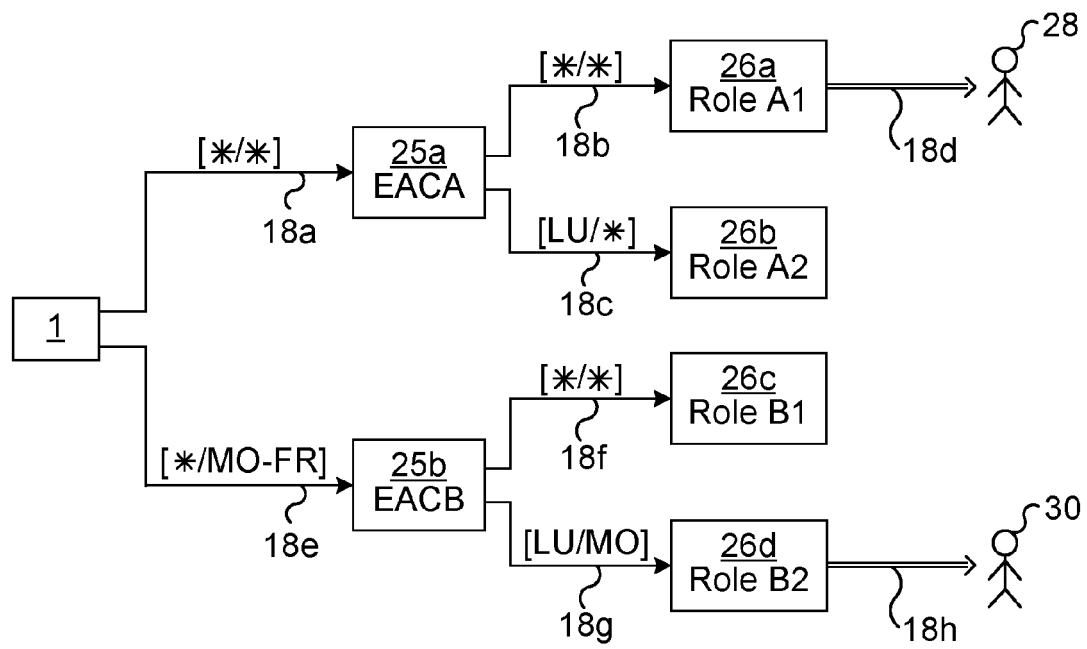 28
[*/*]
26a
Role A1
18b
18d
[*/*]
25a
EACA
18a
[LU/*]
26b
Role A2
18c
1
[*/*]
26c
Role B1
18f
[*/MO-FR]
25b
EACB
18e
[LU/MO]
26d
Role B2
30
18g
18h